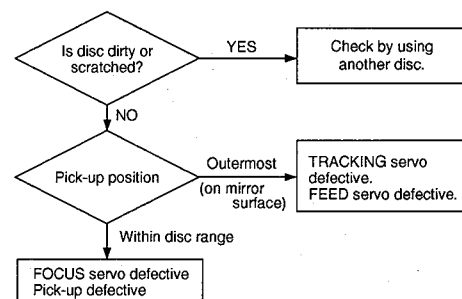 Is disc dirty or
scratched?
YES
Check by using
another disc.
NO
Pick-up position
Outermost
(on mirror
surface)
TRACKING servo
defective.
FEED servo defective.
Within disc range
FOCUS servo defective
Pick-up defective